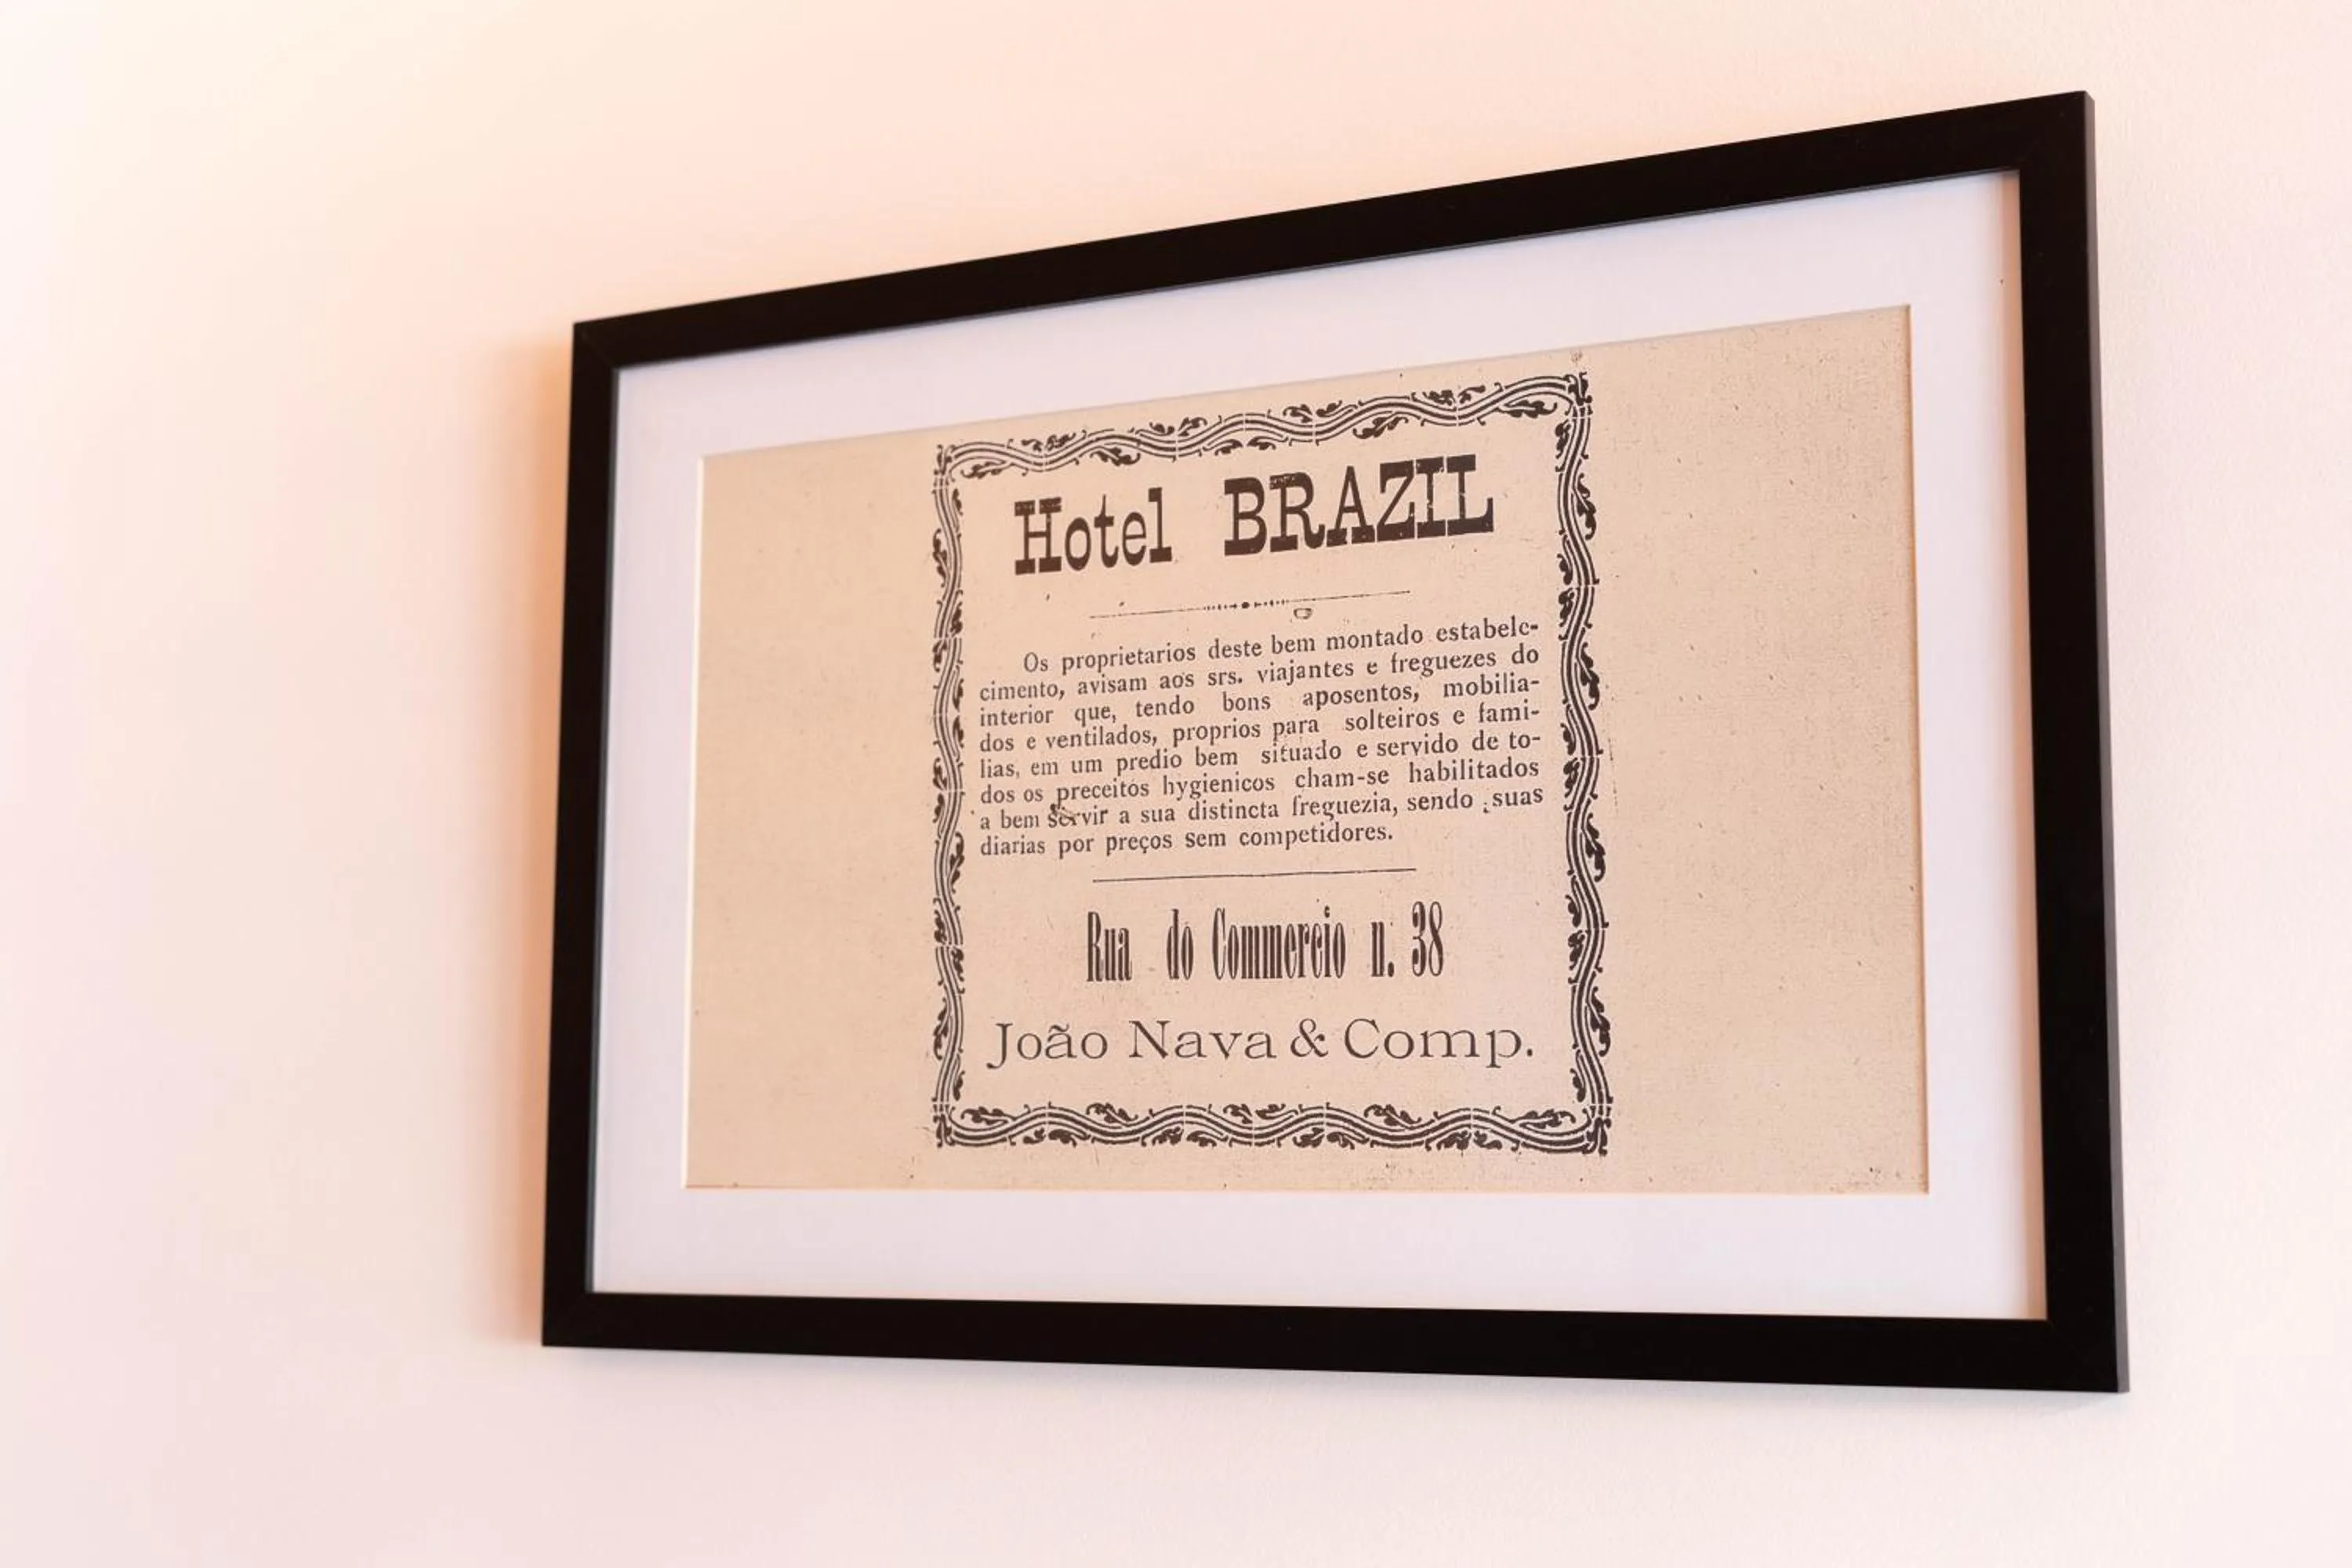 Hotel BRAZIL
Os proprietarios deste bem montado estabele-
cimento, avisam aos srs. viajantes e freguezes do
interior que, tendo bons aposentos, mobilia-
dos e ventilados, proprios para solteiros e fami-
lias, em um predio bem situado e servido de to-
dos os preceitos hygienicos cham-se habilitados
a bem servir a sua distincta freguezia, sendo suas
diarias por preços sem competidores.
Rua do Commercio n. 38
João Nava & Comp.